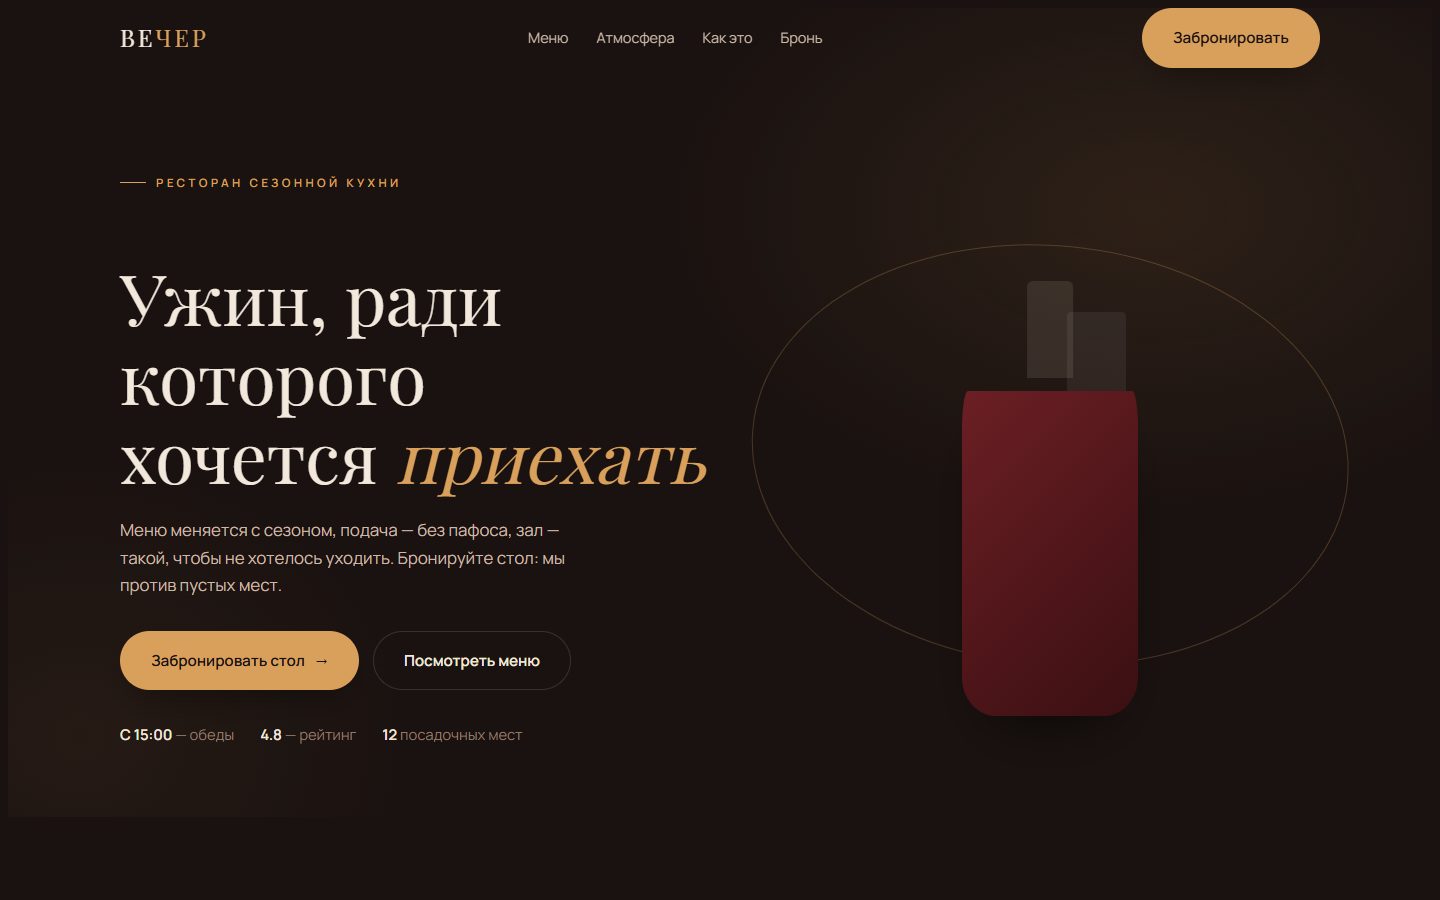 ВЕЧЕР
Меню Атмосфера Как это Бронь
Забронировать
РЕСТОРАН СЕЗОННОЙ КУХНИ
Ужин, ради
которого
хочется приехать
Меню меняется с сезоном, подача — без пафоса, зал —
такой, чтобы не хотелось уходить. Бронируйте стол: мы
против пустых мест.
Забронировать стол →
Посмотреть меню
С 15:00 — обеды 4.8 — рейтинг 12 посадочных мест